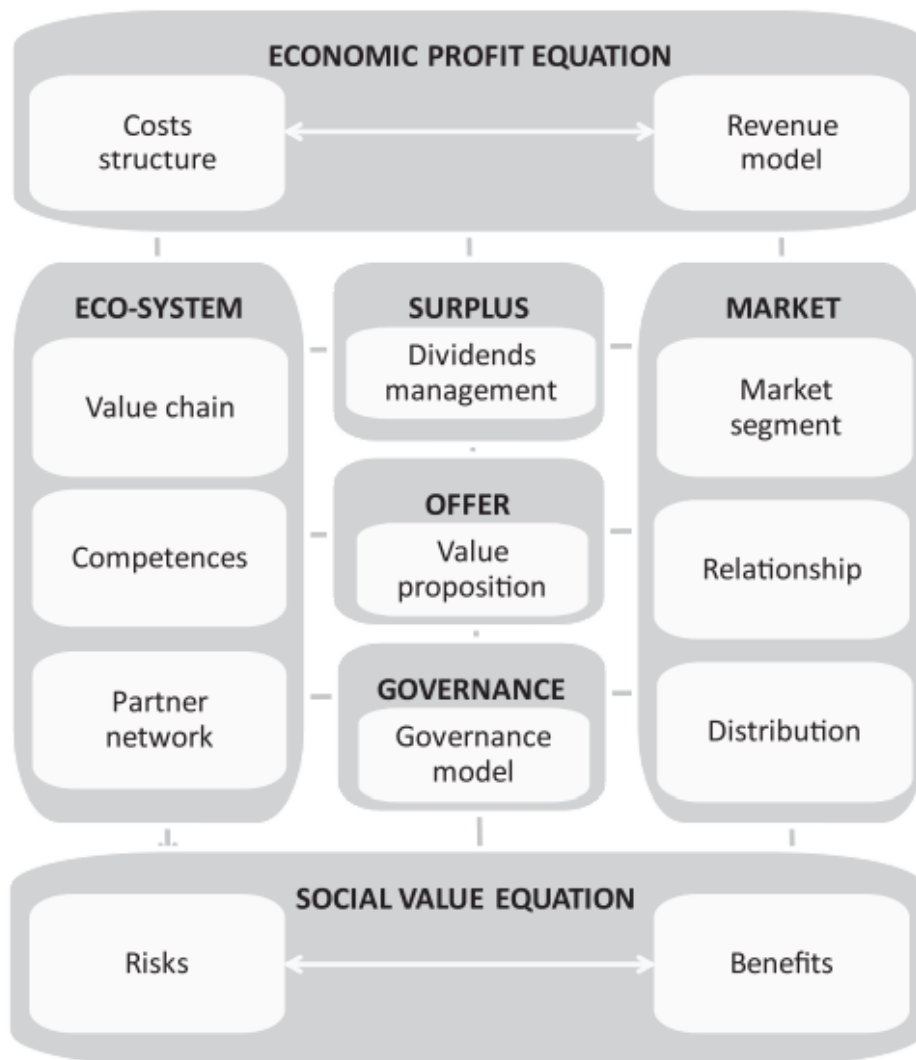 ECONOMIC PROFIT EQUATION
Costs
structure
Revenue
model
ECO-SYSTEM
Value chain
Competences
Partner
network
SURPLUS
Dividends
management
OFFER
Value
proposition
GOVERNANCE
Governance
model
MARKET
Market
segment
Relationship
Distribution
SOCIAL VALUE EQUATION
Risks
Benefits